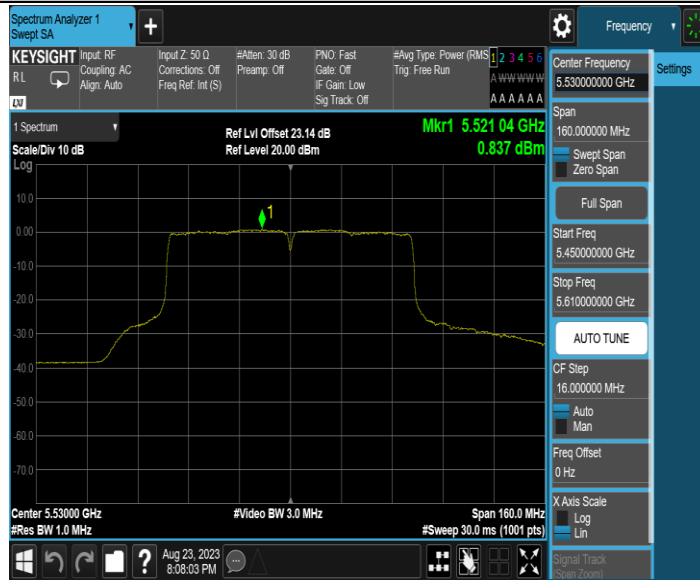 Spectrum Analyzer 1
Swept SA
+
Frequency
KEYSIGHT
RL
LXI
Input: RF
Coupling: AC
Align: Auto
Input Z: 50 Ω
Corrections: Off
Freq Ref: Int (S)
#Atten: 30 dB
Preamp: Off
PNO: Fast
Gate: Off
IF Gain: Low
Sig Track: Off
#Avg Type: Power (RMS
Trig: Free Run
1 2 3 4 5 6
A W W W W W
A A A A A A
1 Spectrum
Scale/Div 10 dB
Ref Lvl Offset 23.14 dB
Ref Level 20.00 dBm
Mkr1 5.521 04 GHz
0.837 dBm
Log
10.0
0.00
-10.0
-20.0
-30.0
-40.0
-50.0
-60.0
-70.0
1
Center 5.53000 GHz
#Res BW 1.0 MHz
#Video BW 3.0 MHz
Span 160.0 MHz
#Sweep 30.0 ms (1001 pts)
Aug 23, 2023
8:08:03 PM
?
Center Frequency
5.530000000 GHz
Span
160.000000 MHz
Swept Span
Zero Span
Full Span
Start Freq
5.450000000 GHz
Stop Freq
5.610000000 GHz
AUTO TUNE
CF Step
16.000000 MHz
Auto
Man
Freq Offset
0 Hz
X Axis Scale
Log
Lin
Signal Track
(Span Zoom)
Settings